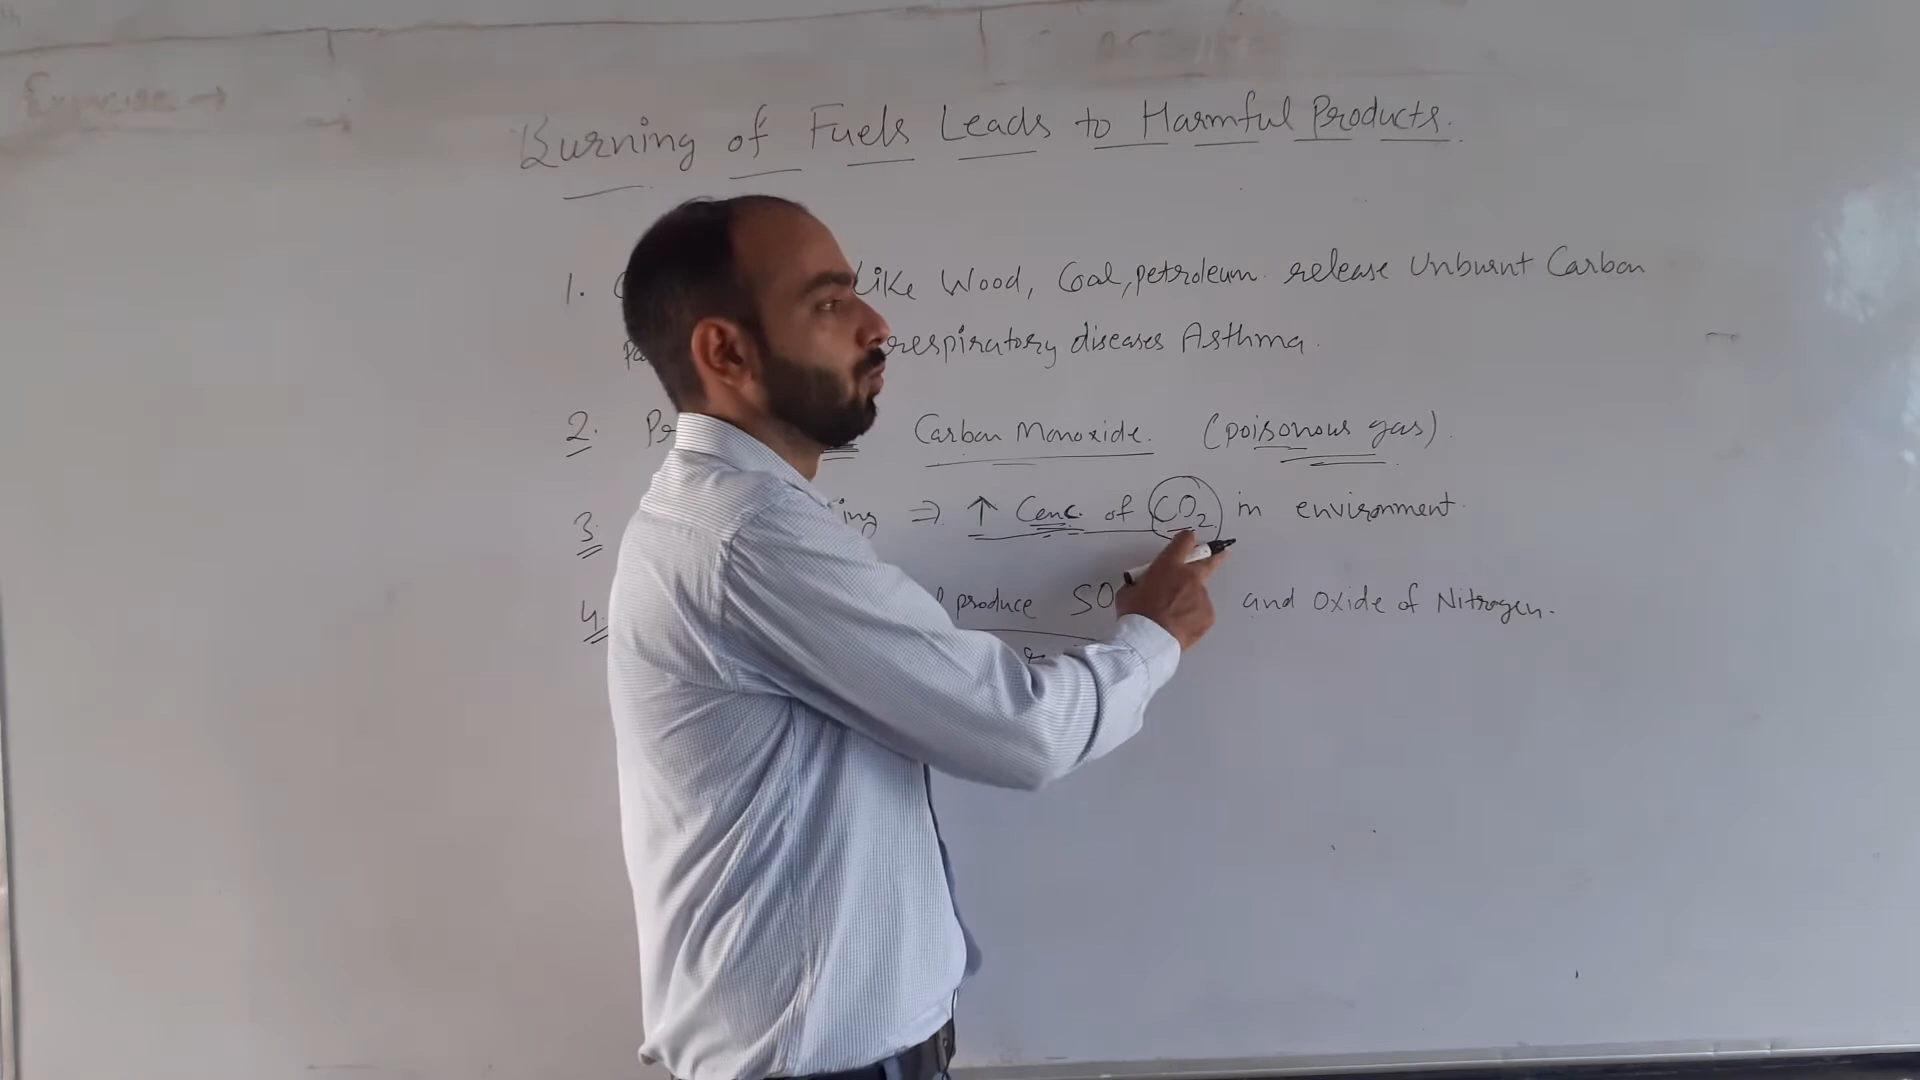 Exercise →
Burning of Fuels Leads to Harmful Products.
1. Like Wood, Coal, petroleum release Unburnt Carbon
respiratory diseases Asthma.
2. Carbon Monoxide. (poisonous gas).
3. ⇒ ↑ Conc. of CO2 in environment.
4. produce SO and Oxide of Nitrogen.